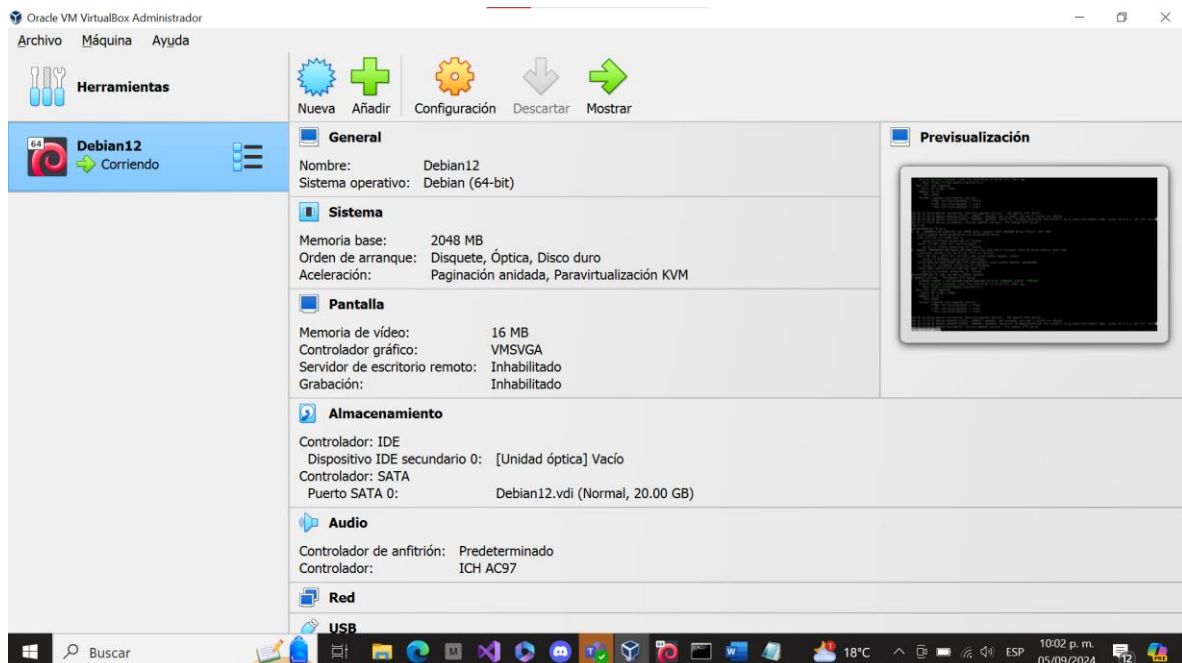 Oracle VM VirtualBox Administrador
Archivo Máquina Ayuda
Herramientas
Nueva Añadir Configuración Descartar Mostrar
64
Debian12
Corriendo
General
Nombre: Debian12
Sistema operativo: Debian (64-bit)
Sistema
Memoria base: 2048 MB
Orden de arranque: Disquete, Óptica, Disco duro
Aceleración: Paginación anidada, Paravirtualización KVM
Pantalla
Memoria de vídeo: 16 MB
Controlador gráfico: VMSVGA
Servidor de escritorio remoto: Inhabilitado
Grabación: Inhabilitado
Almacenamiento
Controlador: IDE
Dispositivo IDE secundario 0: [Unidad óptica] Vacío
Controlador: SATA
Puerto SATA 0: Debian12.vdi (Normal, 20.00 GB)
Audio
Controlador de anfitrión: Predeterminado
Controlador: ICH AC97
Red
USB
Previsualización
Buscar
18°C
ESP
10:02 p. m.
05/09/2024
12